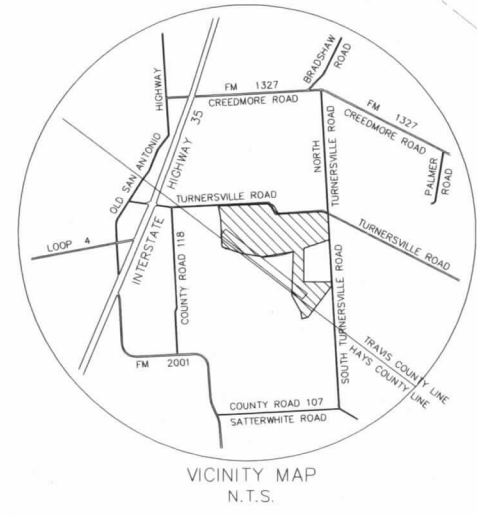 BRADSHAW
ROAD
FM 1327
CREEDMORE ROAD
FM 1327
CREEDMORE ROAD
PALMER
ROAD
HIGHWAY
OLD SAN ANTONIO
INTERSTATE HIGHWAY 35
NORTH
TURNERSVILLE ROAD
TURNERSVILLE ROAD
TURNERSVILLE ROAD
LOOP 4
COUNTY ROAD 118
SOUTH TURNERSVILLE ROAD
TRAVIS COUNTY LINE
HAYS COUNTY LINE
FM 2001
COUNTY ROAD 107
SATTERWHITE ROAD
VICINITY MAP
N.T.S.